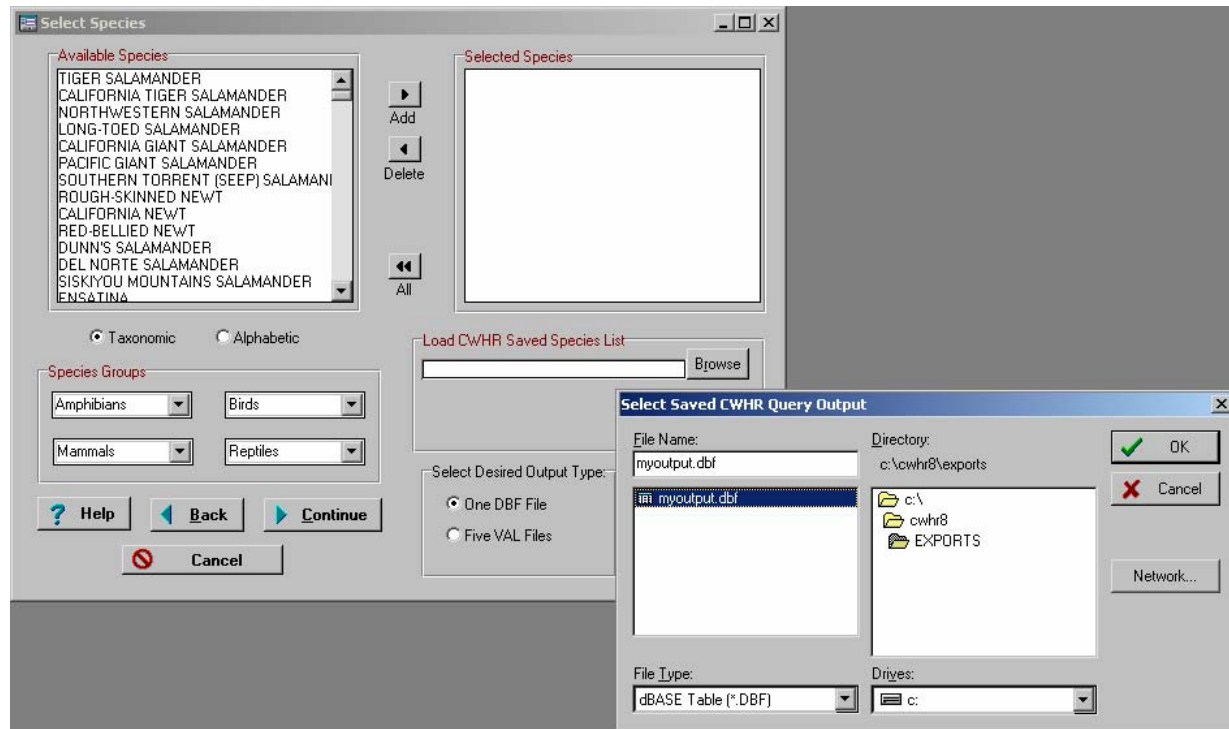 Select Species
Available Species
TIGER SALAMANDER
CALIFORNIA TIGER SALAMANDER
NORTHWESTERN SALAMANDER
LONG-TOED SALAMANDER
CALIFORNIA GIANT SALAMANDER
PACIFIC GIANT SALAMANDER
SOUTHERN TORRENT (SEEP) SALAMANI
ROUGH-SKINNED NEWT
CALIFORNIA NEWT
RED-BELLIED NEWT
DUNN'S SALAMANDER
DEL NORTE SALAMANDER
SISKIYOU MOUNTAINS SALAMANDER
ENSATINA
Add
Delete
All
Selected Species
Taxonomic
Alphabetic
Species Groups
Amphibians
Birds
Mammals
Reptiles
Help
Back
Continue
Cancel
Load CWHR Saved Species List
Browse
Select Desired Output Type:
One DBF File
Five VAL Files
Select Saved CWHR Query Output
File Name:
myoutput.dbf
myoutput.dbf
Directory:
c:\cwhr8\exports
c:\
cwhr8
EXPORTS
OK
Cancel
Network...
File Type:
dBASE Table (*.DBF)
Drives:
c: